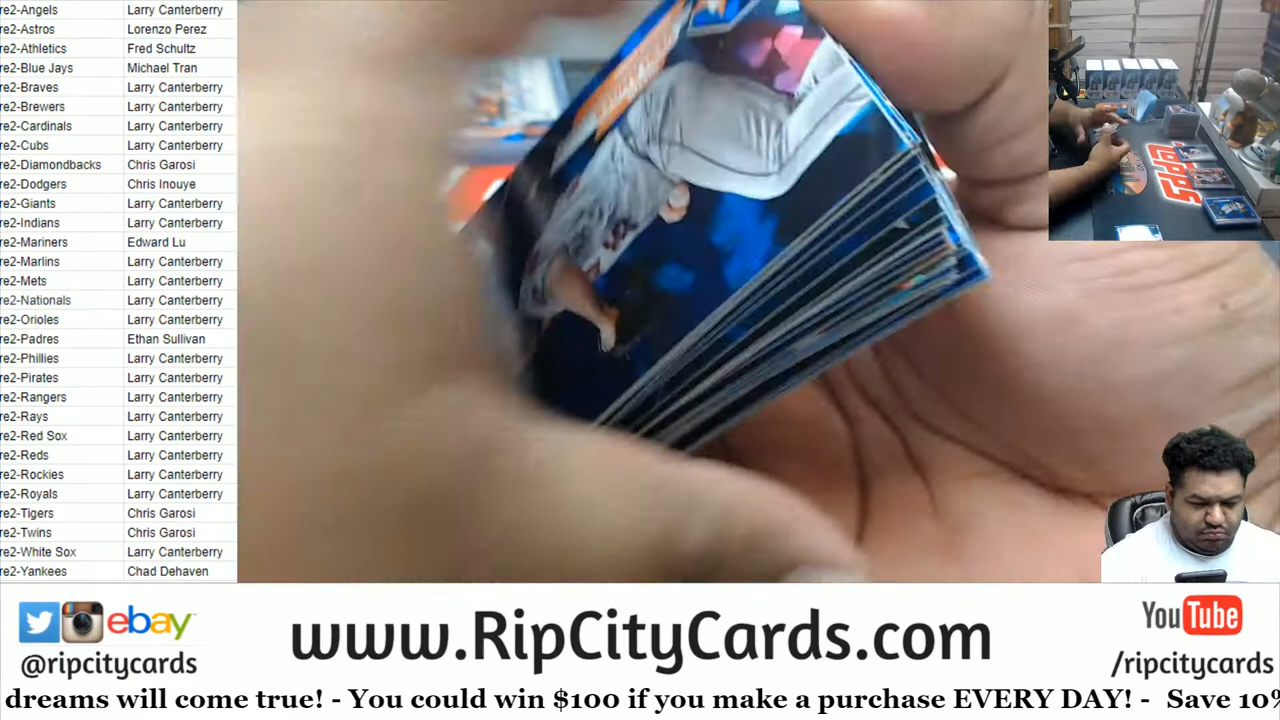 re2-Angels Larry Canterberry
re2-Astros Lorenzo Perez
re2-Athletics Fred Schultz
re2-Blue Jays Michael Tran
re2-Braves Larry Canterberry
re2-Brewers Larry Canterberry
re2-Cardinals Larry Canterberry
re2-Cubs Larry Canterberry
re2-Diamondbacks Chris Garosi
re2-Dodgers Chris Inouye
re2-Giants Larry Canterberry
re2-Indians Larry Canterberry
re2-Mariners Edward Lu
re2-Marlins Larry Canterberry
re2-Mets Larry Canterberry
re2-Nationals Larry Canterberry
re2-Orioles Larry Canterberry
re2-Padres Ethan Sullivan
re2-Phillies Larry Canterberry
re2-Pirates Larry Canterberry
re2-Rangers Larry Canterberry
re2-Rays Larry Canterberry
re2-Red Sox Larry Canterberry
re2-Reds Larry Canterberry
re2-Rockies Larry Canterberry
re2-Royals Larry Canterberry
re2-Tigers Chris Garosi
re2-Twins Chris Garosi
re2-White Sox Larry Canterberry
re2-Yankees Chad Dehaven
ebay
@ripcitycards
www.RipCityCards.com
YouTube
/ripcitycards
dreams will come true! - You could win $100 if you make a purchase EVERY DAY! - Save 10%